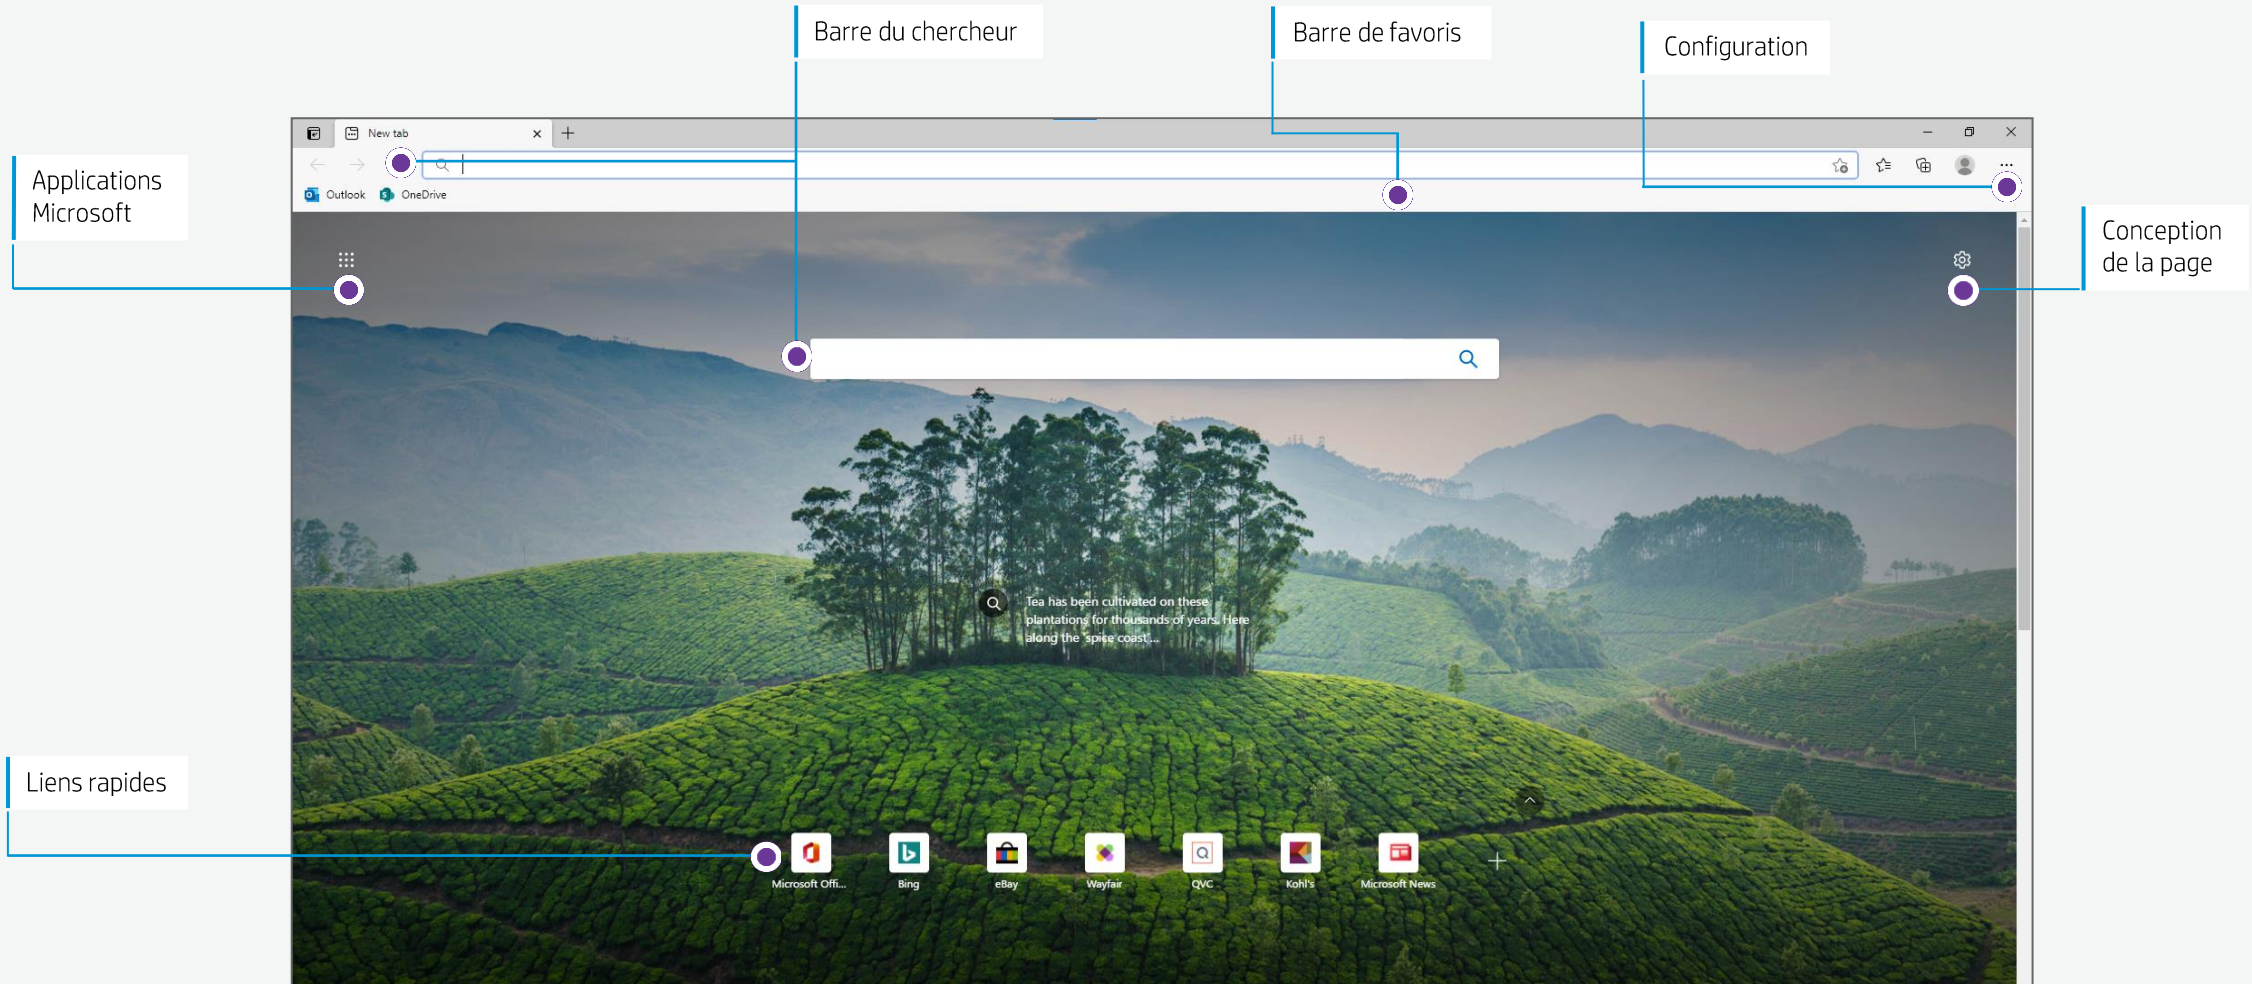 Barre du chercheur
Barre de favoris
Configuration
New tab
Applications
Microsoft
Outlook
OneDrive
Conception
de la page
Tea has been cultivated on these
plantations for thousands of years. Here
along the 'spice coast'...
Liens rapides
Microsoft Offi...
Bing
eBay
Wayfair
QVC
Kohl's
Microsoft News